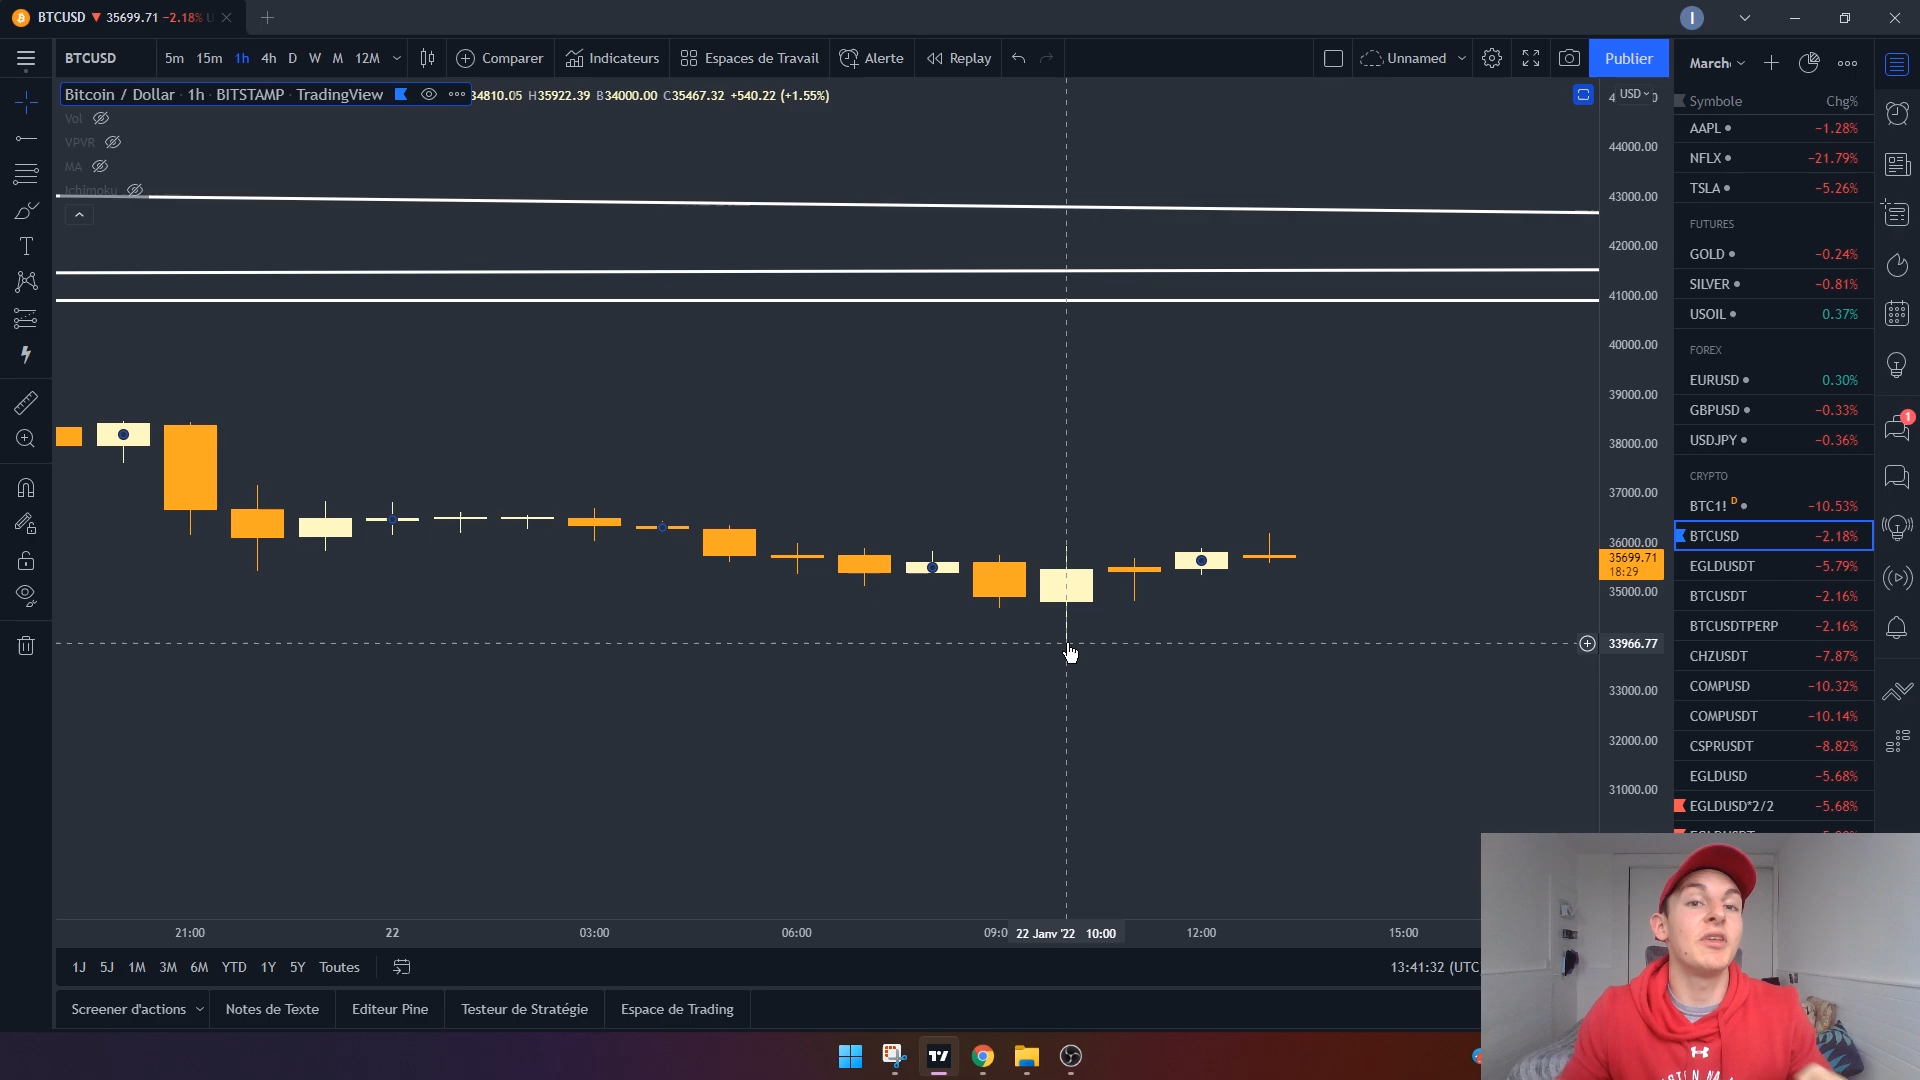 BTCUSD ▼ 35699.71 −2.18%
I
BTCUSD 5m 15m 1h 4h D W M 12M Comparer Indicateurs Espaces de Travail Alerte Replay Unnamed Publier
Bitcoin / Dollar · 1h · BITSTAMP · TradingView 34810.05 H35922.39 B34000.00 C35467.32 +540.22 (+1.55%)
Vol
VPVR
MA
Ichimoku
USD
44000.00
43000.00
42000.00
41000.00
40000.00
39000.00
38000.00
37000.00
36000.00
35699.71
18:29
35000.00
33966.77
33000.00
32000.00
31000.00
21:00 22 03:00 06:00 09:0 22 Janv '22 10:00 12:00 15:00
1J 5J 1M 3M 6M YTD 1Y 5Y Toutes 13:41:32 (UTC
Screener d'actions Notes de Texte Editeur Pine Testeur de Stratégie Espace de Trading
March
Symbole Chg%
AAPL −1.28%
NFLX −21.79%
TSLA −5.26%
FUTURES
GOLD −0.24%
SILVER −0.81%
USOIL 0.37%
FOREX
EURUSD 0.30%
GBPUSD −0.33%
USDJPY −0.36%
CRYPTO
BTC1! D −10.53%
BTCUSD −2.18%
EGLDUSDT −5.79%
BTCUSDT −2.16%
BTCUSDTPERP −2.16%
CHZUSDT −7.87%
COMPUSD −10.32%
COMPUSDT −10.14%
CSPRUSDT −8.82%
EGLDUSD −5.68%
EGLDUSD*2/2 −5.68%
1